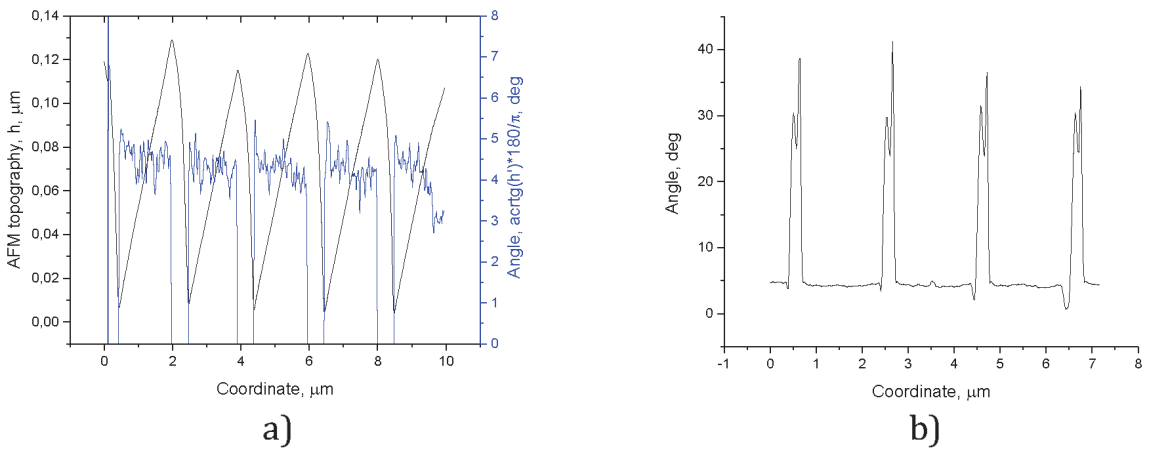 0,14
0,12
0,10
0,08
0,06
0,04
0,02
0,00
AFM topography, h, μm
0 2 4 6 8 10
Coordinate, μm
8
7
6
5
4
3
2
1
0
Angle, acrtg(h')*180/π, deg
a)
40
30
20
10
0
Angle, deg
-1 0 1 2 3 4 5 6 7 8
Coordinate, μm
b)